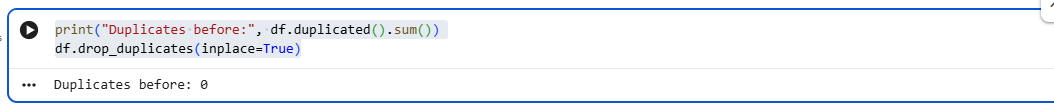 print("Duplicates before:", df.duplicated().sum())
df.drop_duplicates(inplace=True)
Duplicates before: 0